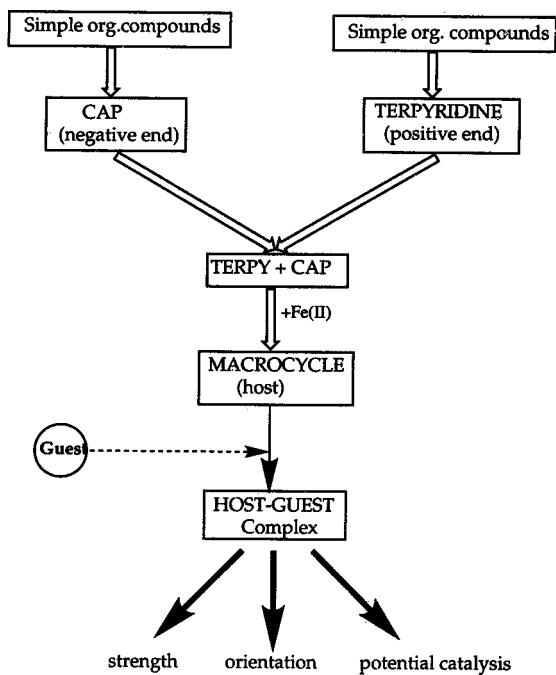 Simple org.compounds
Simple org. compounds
CAP
(negative end)
TERPYRIDINE
(positive end)
TERPY + CAP
+Fe(II)
MACROCYCLE
(host)
Guest
HOST-GUEST
Complex
strength
orientation
potential catalysis